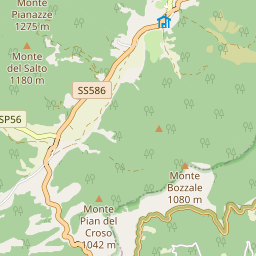 Monte
Pianazze
1275 m
Monte
del Salto
1180 m
SS586
SP56
Monte
Bozzale
1080 m
Monte
Pian del
Croso
1042 m